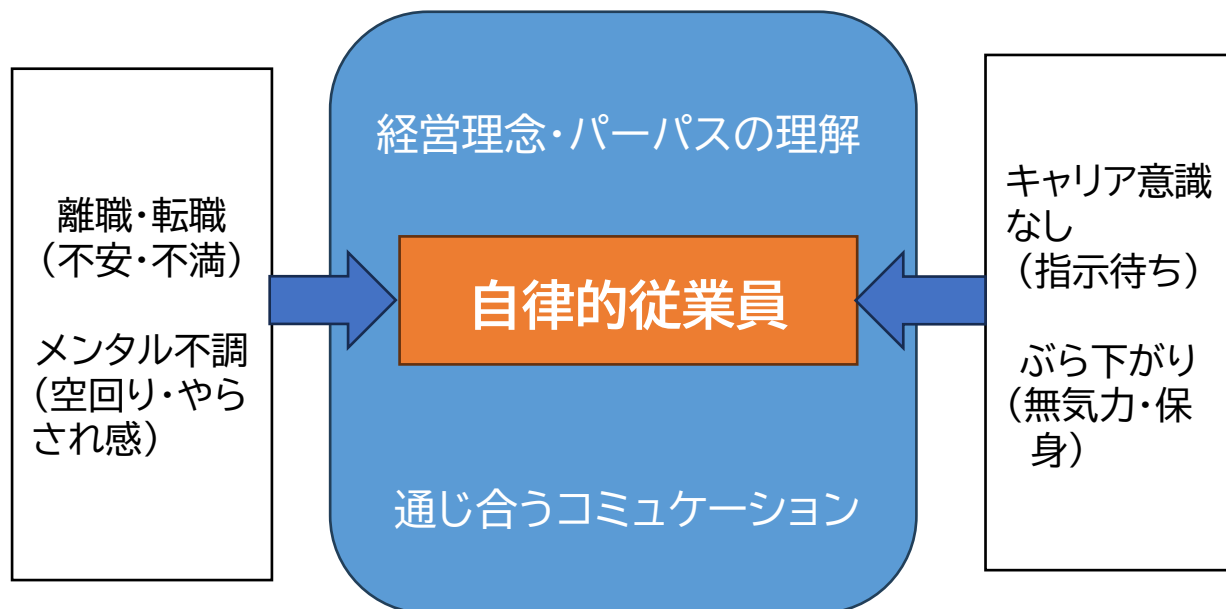 離職・転職
(不安・不満)
メンタル不調
(空回り・やら
され感)
経営理念・パーパスの理解
自律的従業員
通じ合うコミュケーション
キャリア意識
なし
(指示待ち)
ぶら下がり
(無気力・保
身)